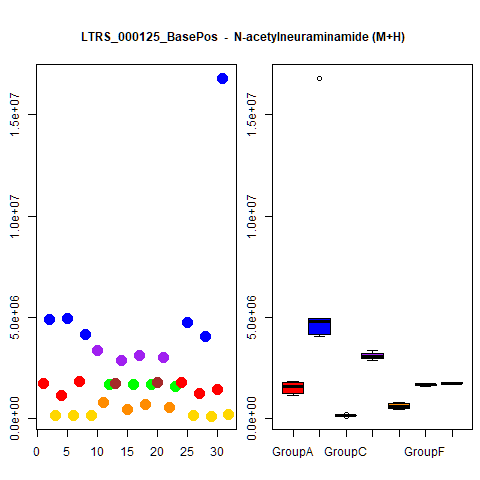 LTRS_000125_BasePos - N-acetylneuraminamide (M+H)
0.0e+00 5.0e+06 1.0e+07 1.5e+07
0 5 10 15 20 25 30
0.0e+00 5.0e+06 1.0e+07 1.5e+07
GroupA GroupC GroupF